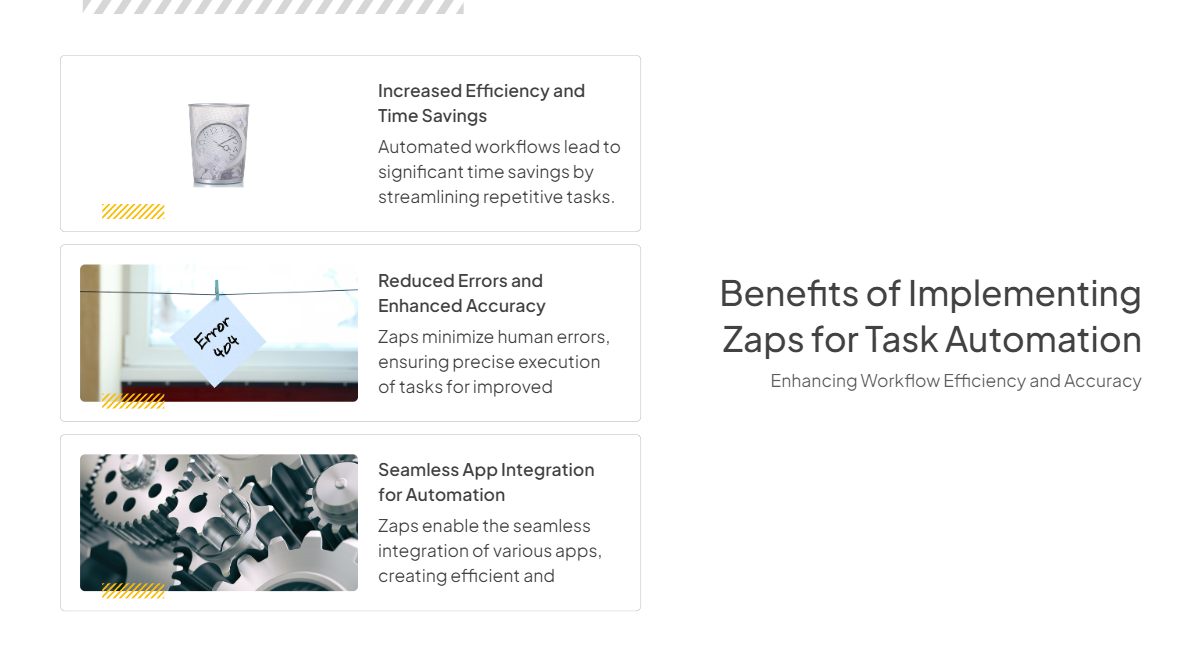 Increased Efficiency and
Time Savings
Automated workflows lead to
significant time savings by
streamlining repetitive tasks.
Error
404
Reduced Errors and
Enhanced Accuracy
Zaps minimize human errors,
ensuring precise execution
of tasks for improved
Seamless App Integration
for Automation
Zaps enable the seamless
integration of various apps,
creating efficient and
Benefits of Implementing
Zaps for Task Automation
Enhancing Workflow Efficiency and Accuracy